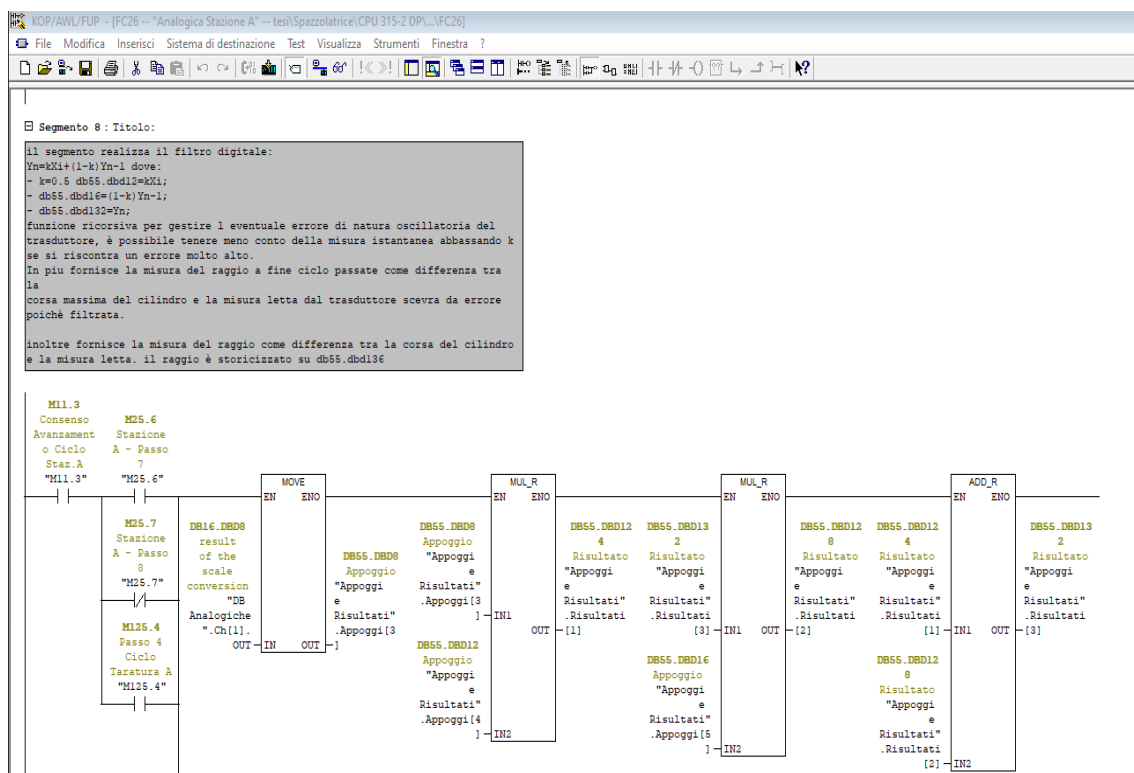 KOP/AWL/FUP - [FC26 -- "Analogica Stazione A" -- tesi\Spazzolatrice\CPU 315-2 DP\...\FC26]
File Modifica Inserisci Sistema di destinazione Test Visualizza Strumenti Finestra ?
Segmento 8 : Titolo:
il segmento realizza il filtro digitale:
Yn=kXi+(1-k)Yn-1 dove:
- k=0.5 db55.dbd12=kXi;
- db55.dbd16=(1-k)Yn-1;
- db55.dbd132=Yn;
funzione ricorsiva per gestire l eventuale errore di natura oscillatoria del
trasduttore, è possibile tenere meno conto della misura istantanea abbassando k
se si riscontra un errore molto alto.
In piu fornisce la misura del raggio a fine ciclo passate come differenza tra
la
corsa massima del cilindro e la misura letta dal trasduttore scevra da errore
poichè filtrata.
inoltre fornisce la misura del raggio come differenza tra la corsa del cilindro
e la misura letta. il raggio è storicizzato su db55.dbd136
M11.3
Consenso
Avanzament
o Ciclo
Staz.A
"M11.3"
M25.6
Stazione
A - Passo
7
"M25.6"
M25.7
Stazione
A - Passo
8
"M25.7"
M125.4
Passo 4
Ciclo
Taratura A
"M125.4"
MOVE
EN ENO
DB16.DBD8
result
of the
scale
conversion
"DB
Analogiche
".Ch[1].
OUT
IN OUT
DB55.DBD8
Appoggio
"Appoggi
e
Risultati"
.Appoggi[3
]
MUL_R
EN ENO
DB55.DBD8
Appoggio
"Appoggi
e
Risultati"
.Appoggi[3
]
IN1
DB55.DBD12
Appoggio
"Appoggi
e
Risultati"
.Appoggi[4
]
IN2
OUT
DB55.DBD12
4
Risultato
"Appoggi
e
Risultati"
.Risultati
[1]
MUL_R
EN ENO
DB55.DBD13
2
Risultato
"Appoggi
e
Risultati"
.Risultati
[3]
IN1
DB55.DBD16
Appoggio
"Appoggi
e
Risultati"
.Appoggi[5
]
IN2
OUT
DB55.DBD12
8
Risultato
"Appoggi
e
Risultati"
.Risultati
[2]
ADD_R
EN ENO
DB55.DBD12
4
Risultato
"Appoggi
e
Risultati"
.Risultati
[1]
IN1
DB55.DBD12
8
Risultato
"Appoggi
e
Risultati"
.Risultati
[2]
IN2
OUT
DB55.DBD13
2
Risultato
"Appoggi
e
Risultati"
.Risultati
[3]